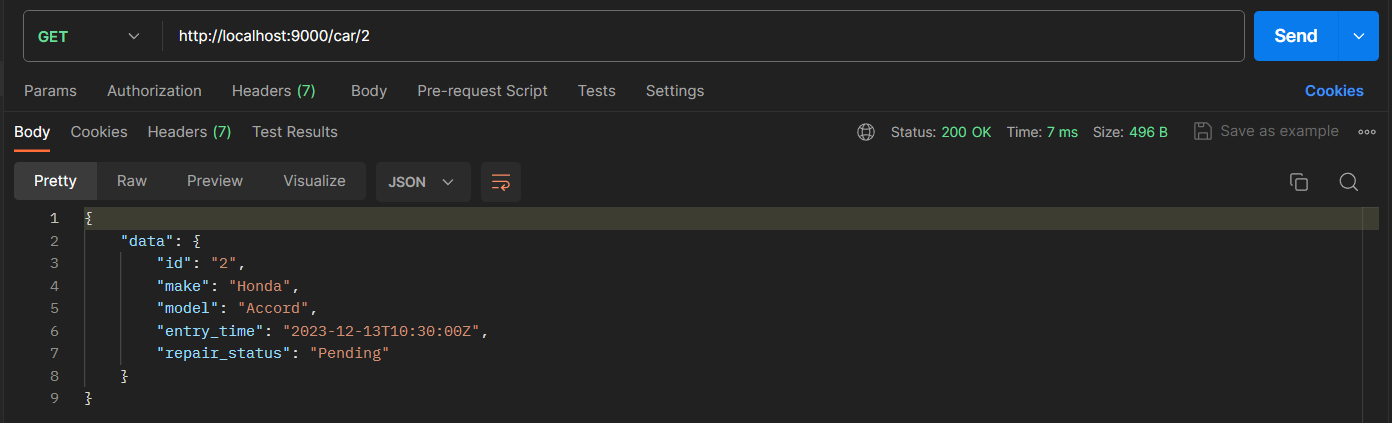 GET http://localhost:9000/car/2 Send
Params Authorization Headers (7) Body Pre-request Script Tests Settings Cookies
Body Cookies Headers (7) Test Results Status: 200 OK Time: 7 ms Size: 496 B Save as example
Pretty Raw Preview Visualize JSON
1 {
2 "data": {
3 "id": "2",
4 "make": "Honda",
5 "model": "Accord",
6 "entry_time": "2023-12-13T10:30:00Z",
7 "repair_status": "Pending"
8 }
9 }